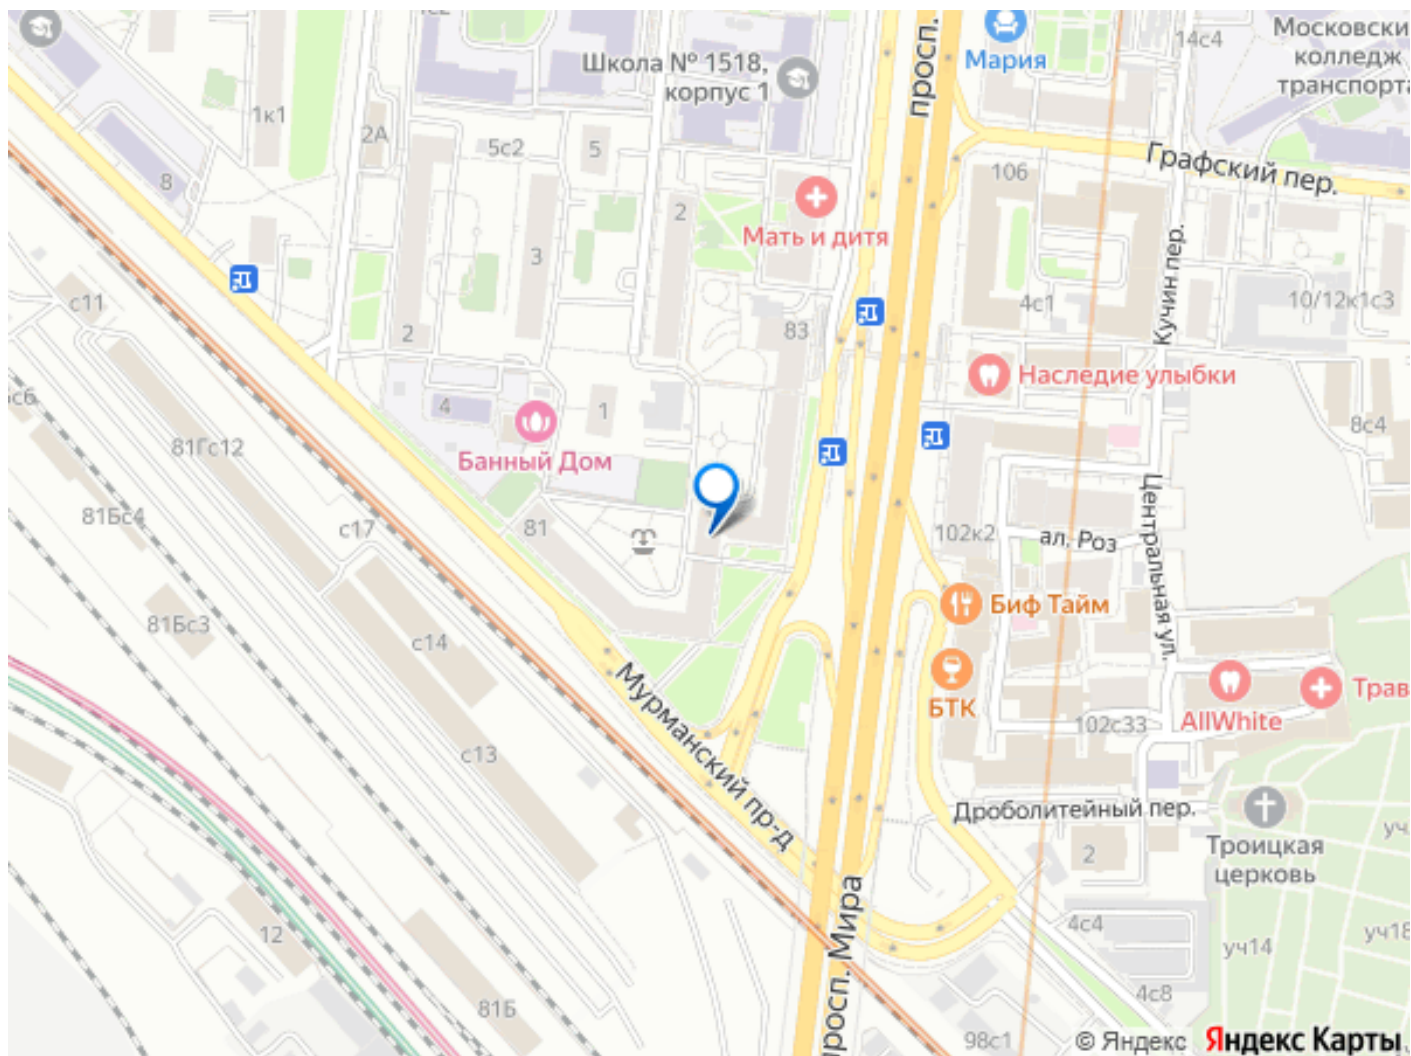 просп.
Мария
14с4
Московски
колледж
транспорта
Школа № 1518,
корпус 1
1к1
2А
5с2
5
8
106
Графский пер.
2
Мать и дитя
3
Кучин пер.
с11
4с1
10/12к1с3
83
2
Наследие улыбки
4
1
8с4
81Гс12
Банный Дом
81Бс4
с17
81
102к2
ал. Роз
Центральная ул.
Биф Тайм
81Бс3
с14
Мурманский пр-д
БТК
AllWhite
Трав
102с33
с13
Дроболитейный пер.
2
Троицкая
церковь
уч
просп. Мира
12
4с4
уч14
уч18
81Б
4с8
98с1
© Яндекс Яндекс Карты